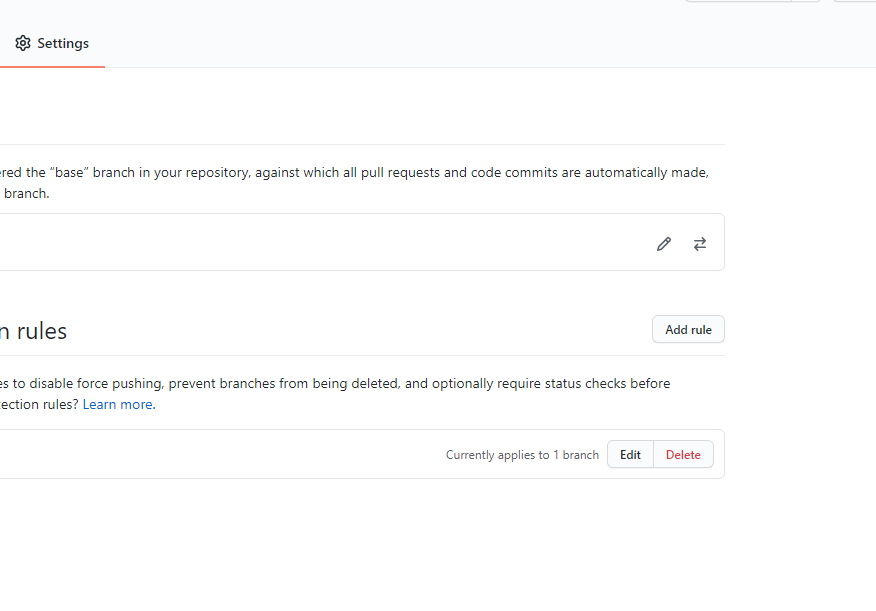 Settings
ered the “base” branch in your repository, against which all pull requests and code commits are automatically made,
branch.
n rules
Add rule
es to disable force pushing, prevent branches from being deleted, and optionally require status checks before
ection rules? Learn more.
Currently applies to 1 branch Edit Delete